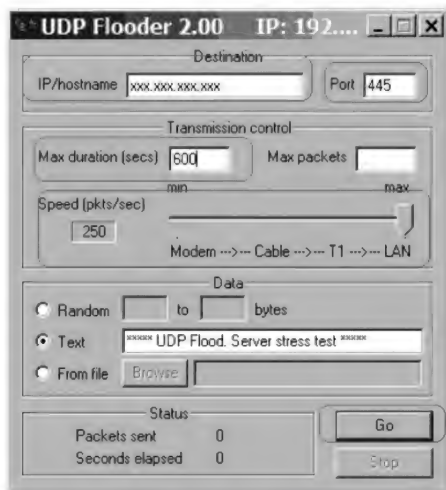 UDP Flooder 2.00 IP: 192....
Destination
IP/hostname xxx.xxx.xxx.xxx Port 445
Transmission control
Max duration (secs) 600 Max packets
min max
Speed (pkts/sec)
250
Modem --->--- Cable --->--- T1 --->--- LAN
Data
Random to bytes
Text ***** UDP Flood. Server stress test *****
From file Browse
Status
Packets sent 0
Seconds elapsed 0
Go
Stop